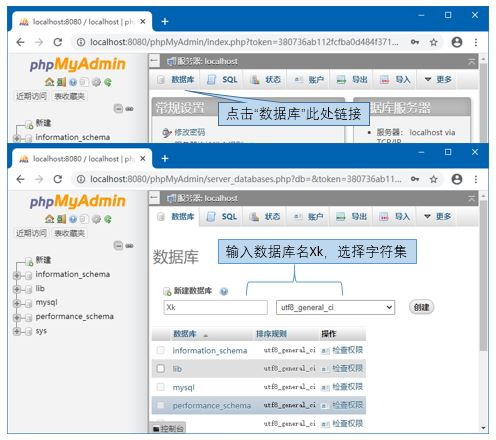 localhost:8080 / localhost | ph
localhost:8080/phpMyAdmin/index.php?token=380736ab112fcfba0d484f371...
phpMyAdmin
近期访问 表收藏夹
新建
information_schema
服务器: localhost
数据库 SQL 状态 账户 导出 导入 更多
常规设置
修改密码
数据库服务器
服务器: localhost via
TCP/IP
点击“数据库”此处链接
localhost:8080 / localhost | ph
localhost:8080/phpMyAdmin/server_databases.php?db=&token=380736ab11...
phpMyAdmin
近期访问 表收藏夹
新建
information_schema
lib
mysql
performance_schema
sys
服务器: localhost
数据库 SQL 状态 账户 导出 导入 更多
数据库
输入数据库名Xk，选择字符集
新建数据库
Xk utf8_general_ci 创建
数据库 排序规则 操作
information_schema utf8_general_ci 检查权限
lib utf8_general_ci 检查权限
mysql utf8_general_ci 检查权限
performance_schema utf8_general_ci 检查权限
控制台